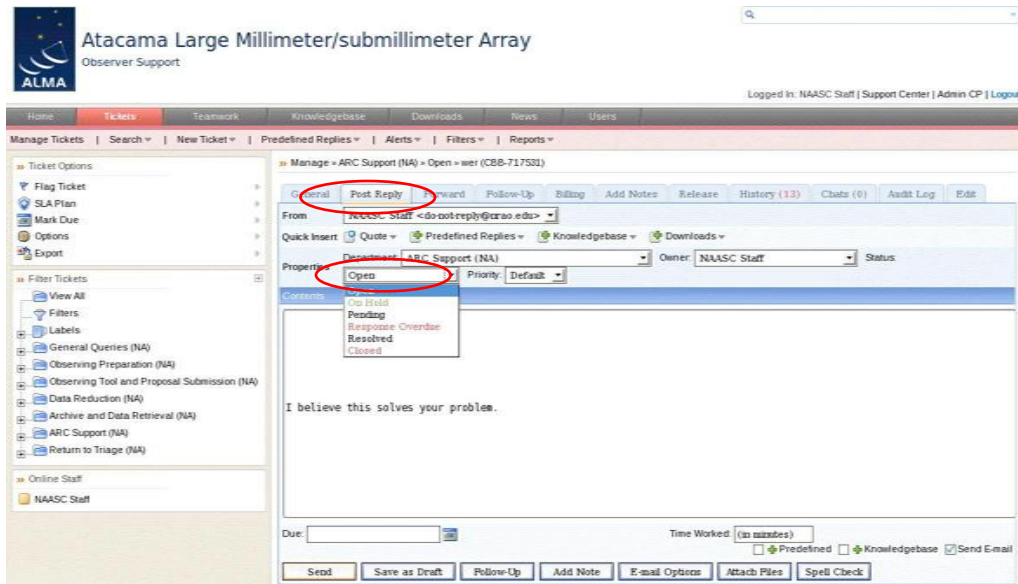 Atacama Large Millimeter/submillimeter Array
Observer Support
ALMA
Logged In: NAASC Staff | Support Center | Admin CP | Logou
Home Tickets Teamwork Knowledgebase Downloads News Users
Manage Tickets | Search | New Ticket | Predefined Replies | Alerts | Filters | Reports
Ticket Options
Flag Ticket
SLA Plan
Mark Due
Options
Export
Filter Tickets
View All
Filters
Labels
General Queries (NA)
Observing Preparation (NA)
Observing Tool and Proposal Submission (NA)
Data Reduction (NA)
Archive and Data Retrieval (NA)
ARC Support (NA)
Return to Triage (NA)
Online Staff
NAASC Staff
» Manage » ARC Support (NA) » Open » wer (CBB-717531)
General Post Reply Forward Follow-Up Billing Add Notes Release History (13) Chats (0) Audit Log Edit
From NAASC Staff <do-not-reply@nrao.edu>
Quick Insert Quote Predefined Replies Knowledgebase Downloads
Properties Department: ARC Support (NA) Owner: NAASC Staff Status:
Open Priority: Default
Contents
Open
On Hold
Pending
Response Overdue
Resolved
Closed
I believe this solves your problem.
Due: Time Worked: (in minutes)
Predefined Knowledgebase Send E-mail
Send Save as Draft Follow-Up Add Note E-mail Options Attach Files Spell Check